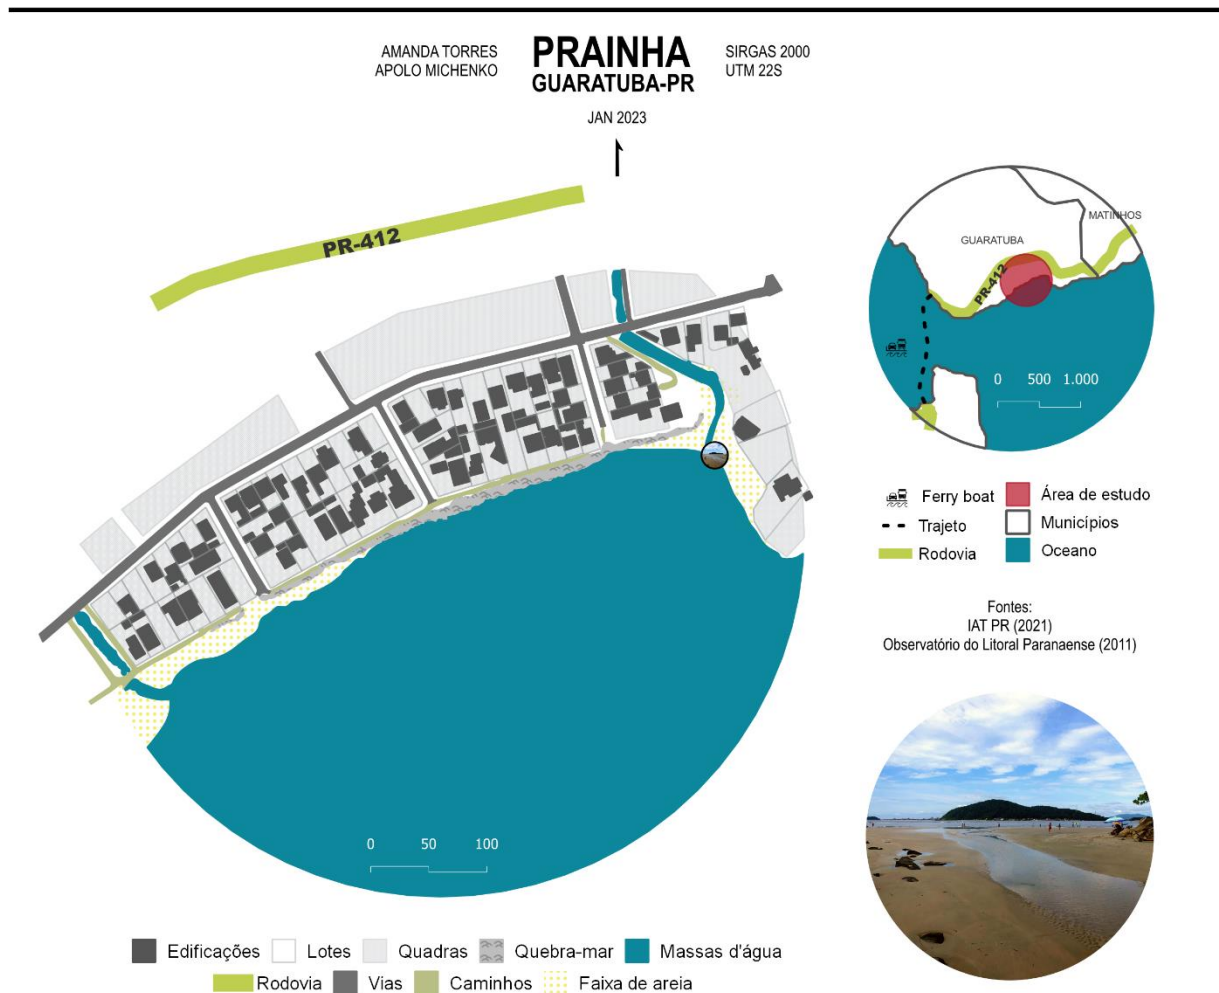 AMANDA TORRES
APOLO MICHENKO
PRAINHA
GUARATUBA-PR
SIRGAS 2000
UTM 22S
JAN 2023
PR-412
MATINHOS
GUARATUBA
PR-412
0 500 1.000
Ferry boat
Área de estudo
Trajeto
Municípios
Rodovia
Oceano
Fontes:
IAT PR (2021)
Observatório do Litoral Paranaense (2011)
0 50 100
Edificações Lotes Quadras Quebra-mar Massas d'água
Rodovia Vias Caminhos Faixa de areia